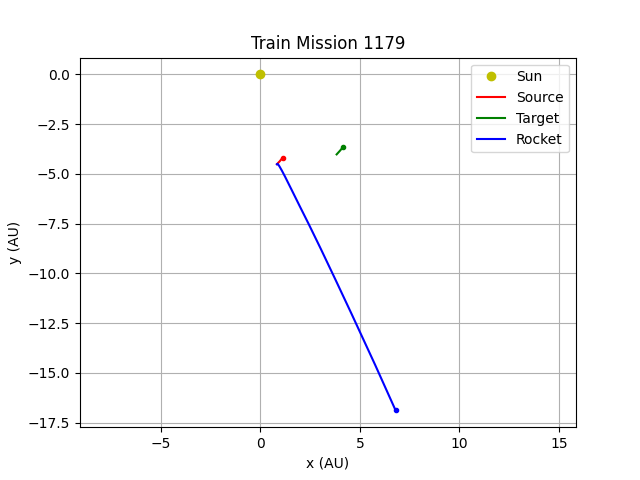 Train Mission 1179
Sun
Source
Target
Rocket
0.0
−2.5
−5.0
−7.5
−10.0
−12.5
−15.0
−17.5
y (AU)
−5
0
5
10
15
x (AU)